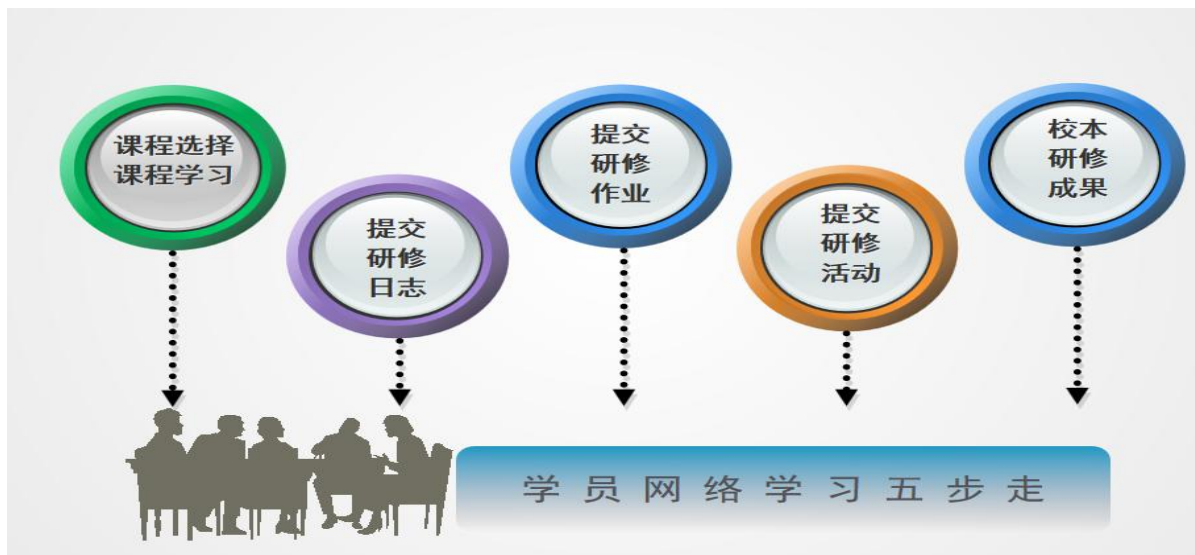 课程选择
课程学习
提交
研修
日志
提交
研修
作业
提交
研修
活动
校本
研修
成果
学员网络学习五步走